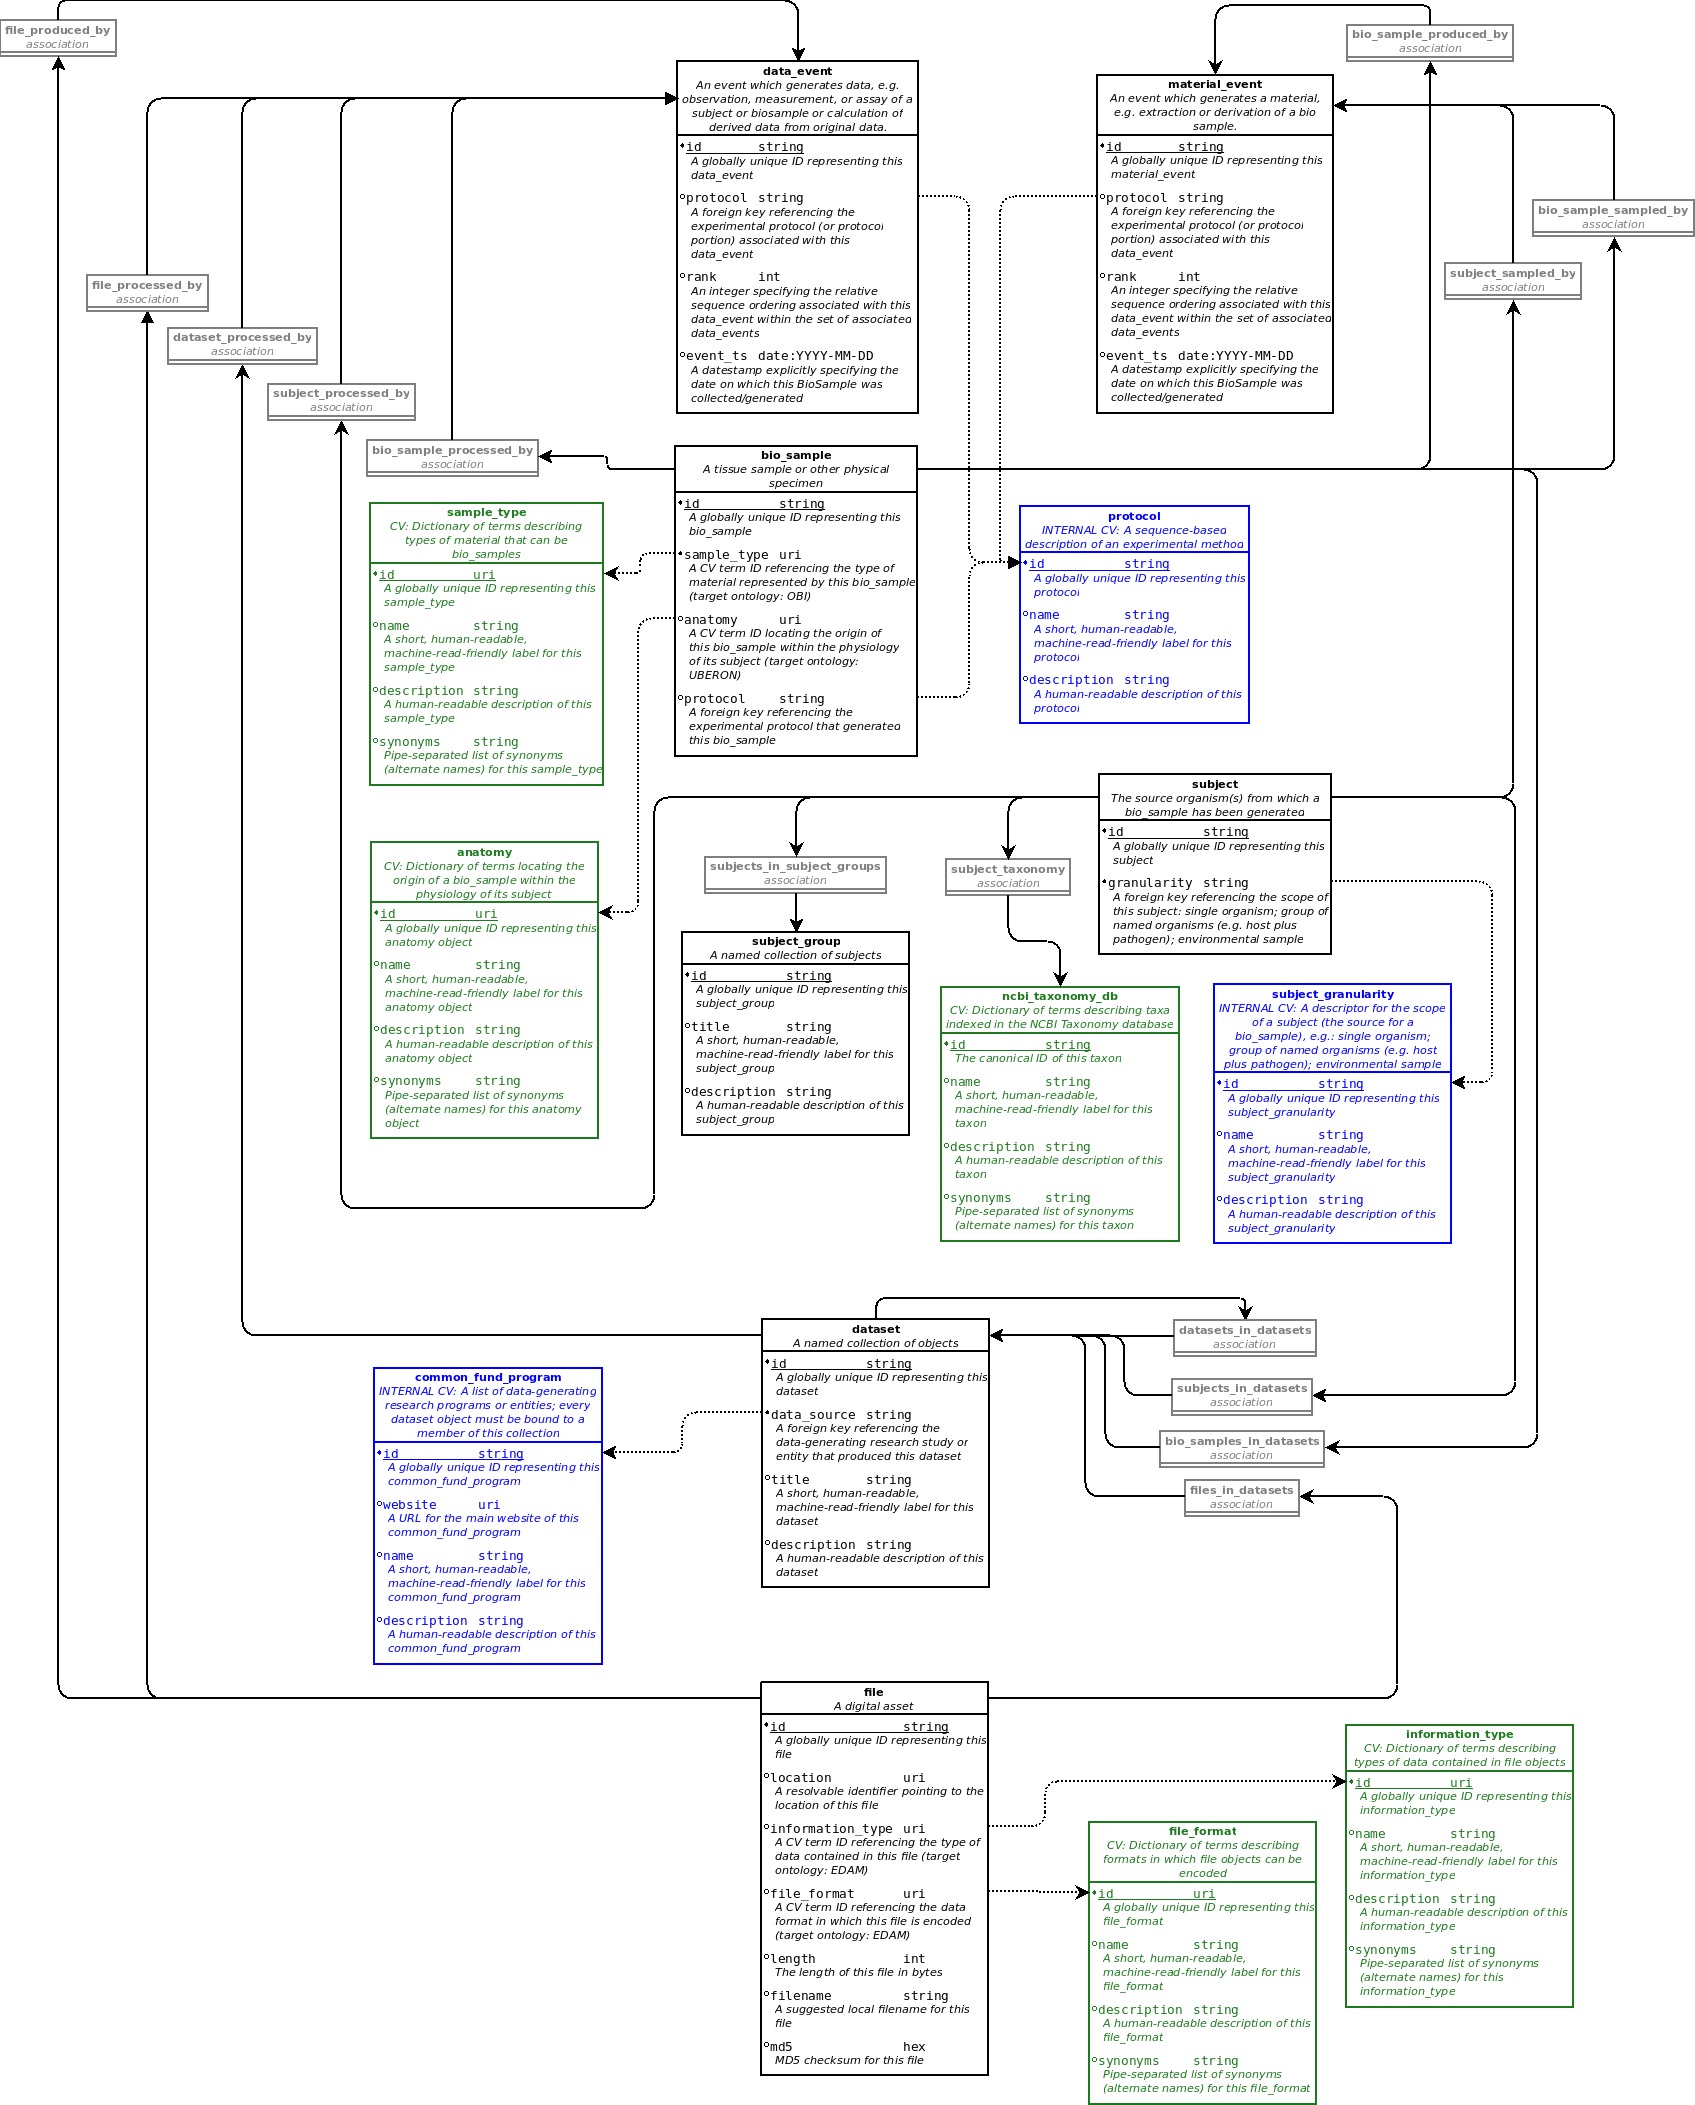 file_produced_by
association
bio_sample_produced_by
association
data_event
An event which generates data, e.g.
observation, measurement, or assay of a
subject or biosample or calculation of
derived data from original data.
id string
A globally unique ID representing this
data_event
protocol string
A foreign key referencing the
experimental protocol (or protocol
portion) associated with this
data_event
rank int
An integer specifying the relative
sequence ordering associated with this
data_event within the set of associated
data_events
event_ts date:YYYY-MM-DD
A datestamp explicitly specifying the
date on which this BioSample was
collected/generated
material_event
An event which generates a material,
e.g. extraction or derivation of a bio
sample.
id string
A globally unique ID representing this
material_event
protocol string
A foreign key referencing the
experimental protocol (or protocol
portion) associated with this
data_event
rank int
An integer specifying the relative
sequence ordering associated with this
data_event within the set of associated
data_events
event_ts date:YYYY-MM-DD
A datestamp explicitly specifying the
date on which this BioSample was
collected/generated
bio_sample_sampled_by
association
subject_sampled_by
association
file_processed_by
association
dataset_processed_by
association
subject_processed_by
association
bio_sample_processed_by
association
bio_sample
A tissue sample or other physical
specimen
id string
A globally unique ID representing this
bio_sample
sample_type uri
A CV term ID referencing the type of
material represented by this bio_sample
(target ontology: OBI)
anatomy uri
A CV term ID locating the origin of
this bio_sample within the physiology
of its subject (target ontology:
UBERON)
protocol string
A foreign key referencing the
experimental protocol that generated
this bio_sample
sample_type
CV: Dictionary of terms describing
types of material that can be
bio_samples
id uri
A globally unique ID representing this
sample_type
name string
A short, human-readable,
machine-read-friendly label for this
sample_type
description string
A human-readable description of this
sample_type
synonyms string
Pipe-separated list of synonyms
(alternate names) for this sample_type
protocol
INTERNAL CV: A sequence-based
description of an experimental method
id string
A globally unique ID representing this
protocol
name string
A short, human-readable,
machine-read-friendly label for this
protocol
description string
A human-readable description of this
protocol
subject
The source organism(s) from which a
bio_sample has been generated
id string
A globally unique ID representing this
subject
granularity string
A foreign key referencing the scope of
this subject: single organism; group of
named organisms (e.g. host plus
pathogen); environmental sample
anatomy
CV: Dictionary of terms locating the
origin of a bio_sample within the
physiology of its subject
id uri
A globally unique ID representing this
anatomy object
name string
A short, human-readable,
machine-read-friendly label for this
anatomy object
description string
A human-readable description of this
anatomy object
synonyms string
Pipe-separated list of synonyms
(alternate names) for this anatomy
object
subjects_in_subject_groups
association
subject_taxonomy
association
subject_group
A named collection of subjects
id string
A globally unique ID representing this
subject_group
title string
A short, human-readable,
machine-read-friendly label for this
subject_group
description string
A human-readable description of this
subject_group
ncbi_taxonomy_db
CV: Dictionary of terms describing taxa
indexed in the NCBI Taxonomy database
id string
The canonical ID of this taxon
name string
A short, human-readable,
machine-read-friendly label for this
taxon
description string
A human-readable description of this
taxon
synonyms string
Pipe-separated list of synonyms
(alternate names) for this taxon
subject_granularity
INTERNAL CV: A descriptor for the scope
of a subject (the source for a
bio_sample), e.g.: single organism;
group of named organisms (e.g. host
plus pathogen); environmental sample
id string
A globally unique ID representing this
subject_granularity
name string
A short, human-readable,
machine-read-friendly label for this
subject_granularity
description string
A human-readable description of this
subject_granularity
dataset
A named collection of objects
id string
A globally unique ID representing this
dataset
data_source string
A foreign key referencing the
data-generating research study or
entity that produced this dataset
title string
A short, human-readable,
machine-read-friendly label for this
dataset
description string
A human-readable description of this
dataset
datasets_in_datasets
association
subjects_in_datasets
association
bio_samples_in_datasets
association
files_in_datasets
association
common_fund_program
INTERNAL CV: A list of data-generating
research programs or entities; every
dataset object must be bound to a
member of this collection
id string
A globally unique ID representing this
common_fund_program
website uri
A URL for the main website of this
common_fund_program
name string
A short, human-readable,
machine-read-friendly label for this
common_fund_program
description string
A human-readable description of this
common_fund_program
file
A digital asset
id string
A globally unique ID representing this
file
location uri
A resolvable identifier pointing to the
location of this file
information_type uri
A CV term ID referencing the type of
data contained in this file (target
ontology: EDAM)
file_format uri
A CV term ID referencing the data
format in which this file is encoded
(target ontology: EDAM)
length int
The length of this file in bytes
filename string
A suggested local filename for this
file
md5 hex
MD5 checksum for this file
file_format
CV: Dictionary of terms describing
formats in which file objects can be
encoded
id uri
A globally unique ID representing this
file_format
name string
A short, human-readable,
machine-read-friendly label for this
file_format
description string
A human-readable description of this
file_format
synonyms string
Pipe-separated list of synonyms
(alternate names) for this file_format
information_type
CV: Dictionary of terms describing
types of data contained in file objects
id uri
A globally unique ID representing this
information_type
name string
A short, human-readable,
machine-read-friendly label for this
information_type
description string
A human-readable description of this
information_type
synonyms string
Pipe-separated list of synonyms
(alternate names) for this
information_type